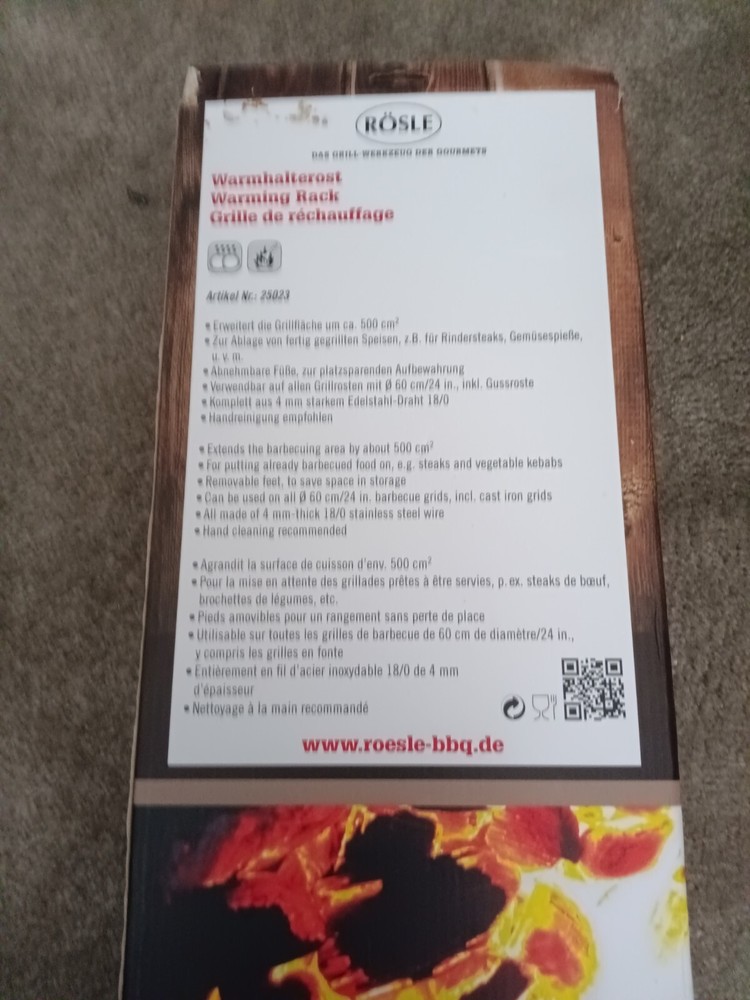 RÖSLE
DAS GRILL-WERKZEUG DER GOURMETS
Warmhalterost
Warming Rack
Grille de réchauffage
Artikel Nr.: 25023
• Erweitert die Grillfläche um ca. 500 cm²
• Zur Ablage von fertig gegrillten Speisen, z.B. für Rindersteaks, Gemüsespieße,
u. v. m.
• Abnehmbare Füße, zur platzsparenden Aufbewahrung
• Verwendbar auf allen Grillrosten mit Ø 60 cm/24 in., inkl. Gussroste
• Komplett aus 4 mm starkem Edelstahl-Draht 18/0
• Handreinigung empfohlen
• Extends the barbecuing area by about 500 cm²
• For putting already barbecued food on, e.g. steaks and vegetable kebabs
• Removable feet, to save space in storage
• Can be used on all Ø 60 cm/24 in. barbecue grids, incl. cast iron grids
• All made of 4 mm-thick 18/0 stainless steel wire
• Hand cleaning recommended
• Agrandit la surface de cuisson d'env. 500 cm²
• Pour la mise en attente des grillades prêtes à être servies, p. ex. steaks de bœuf,
brochettes de légumes, etc.
• Pieds amovibles pour un rangement sans perte de place
• Utilisable sur toutes les grilles de barbecue de 60 cm de diamètre/24 in.,
y compris les grilles en fonte
• Entièrement en fil d'acier inoxydable 18/0 de 4 mm
d'épaisseur
• Nettoyage à la main recommandé
www.roesle-bbq.de